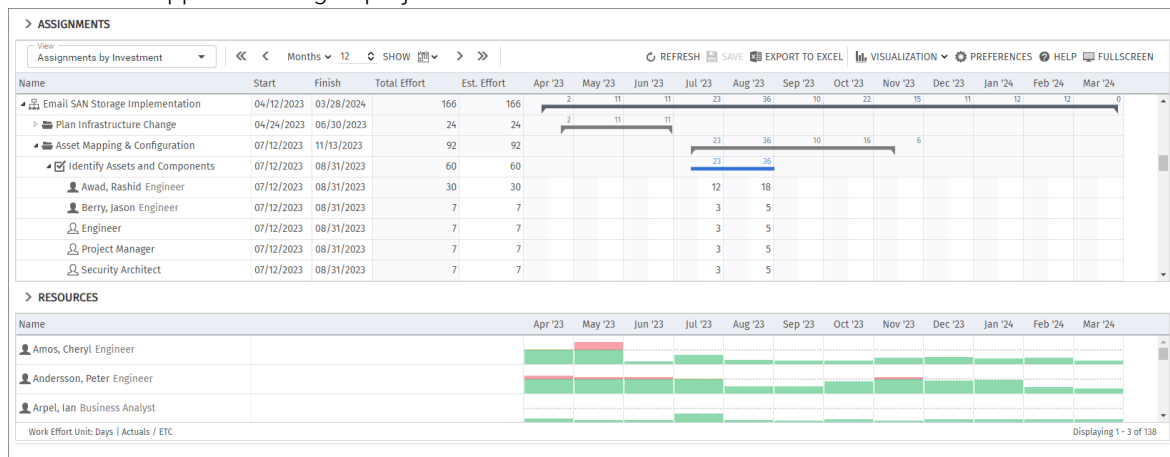 ASSIGNMENTS
View
Assignments by Investment
Months 12 SHOW REFRESH SAVE EXPORT TO EXCEL VISUALIZATION PREFERENCES HELP FULLSCREEN
Name Start Finish Total Effort Est. Effort Apr '23 May '23 Jun '23 Jul '23 Aug '23 Sep '23 Oct '23 Nov '23 Dec '23 Jan '24 Feb '24 Mar '24
Email SAN Storage Implementation 04/12/2023 03/28/2024 166 166 2 11 11 23 36 10 22 15 11 12 12 0
Plan Infrastructure Change 04/24/2023 06/30/2023 24 24 2 11 11
Asset Mapping & Configuration 07/12/2023 11/13/2023 92 92 23 36 10 16 6
Identify Assets and Components 07/12/2023 08/31/2023 60 60 23 36
Awad, Rashid Engineer 07/12/2023 08/31/2023 30 30 12 18
Berry, Jason Engineer 07/12/2023 08/31/2023 7 7 3 5
Engineer 07/12/2023 08/31/2023 7 7 3 5
Project Manager 07/12/2023 08/31/2023 7 7 3 5
Security Architect 07/12/2023 08/31/2023 7 7 3 5
RESOURCES
Name Apr '23 May '23 Jun '23 Jul '23 Aug '23 Sep '23 Oct '23 Nov '23 Dec '23 Jan '24 Feb '24 Mar '24
Amos, Cheryl Engineer
Andersson, Peter Engineer
Arpel, Ian Business Analyst
Work Effort Unit: Days | Actuals / ETC Displaying 1 - 3 of 138